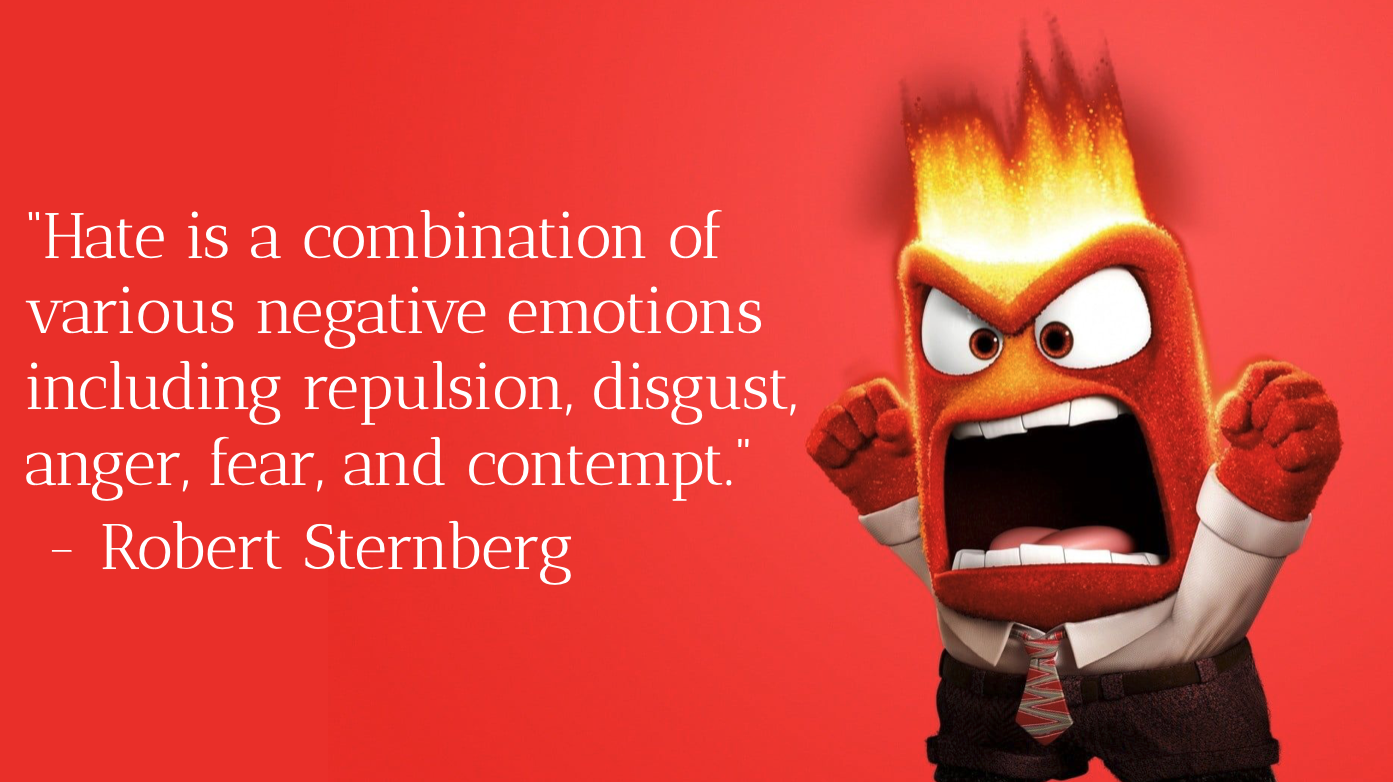 "Hate is a combination of
various negative emotions
including repulsion, disgust,
anger, fear, and contempt."
- Robert Sternberg